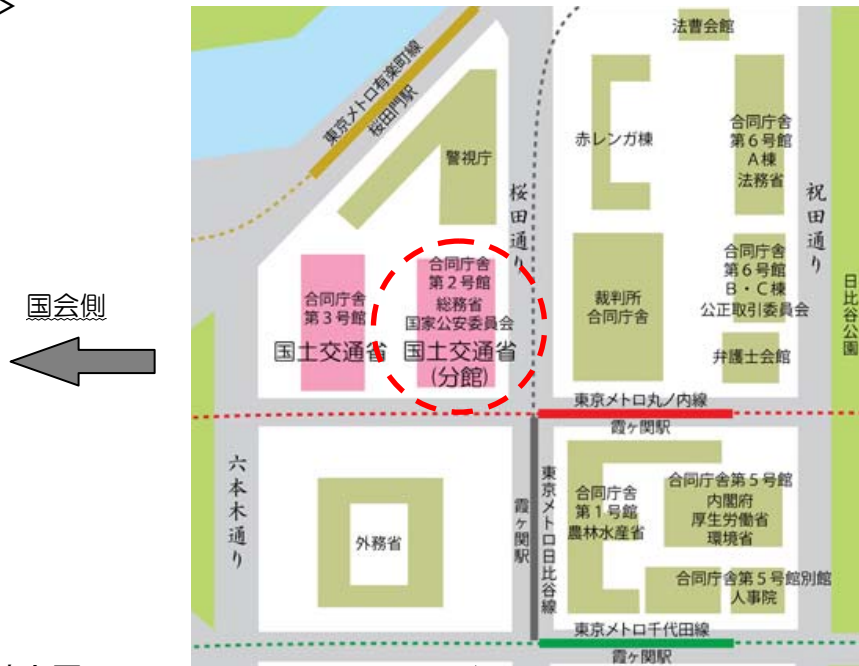 法曹会館
東京メトロ有楽町線
桜田門駅
警視庁
赤レンガ棟
合同庁舎
第6号館
A棟
法務省
桜田通り
祝田通り
合同庁舎
第3号館
国土交通省
合同庁舎
第2号館
総務省
国家公安委員会
国土交通省
(分館)
裁判所
合同庁舎
合同庁舎
第6号館
B・C棟
公正取引委員会
弁護士会館
日比谷公園
国会側
東京メトロ丸ノ内線
霞ケ関駅
六本木通り
外務省
霞ケ関駅
東京メトロ日比谷線
合同庁舎
第1号館
農林水産省
合同庁舎第5号館
内閣府
厚生労働省
環境省
合同庁舎第5号館別館
人事院
東京メトロ千代田線
霞ケ関駅